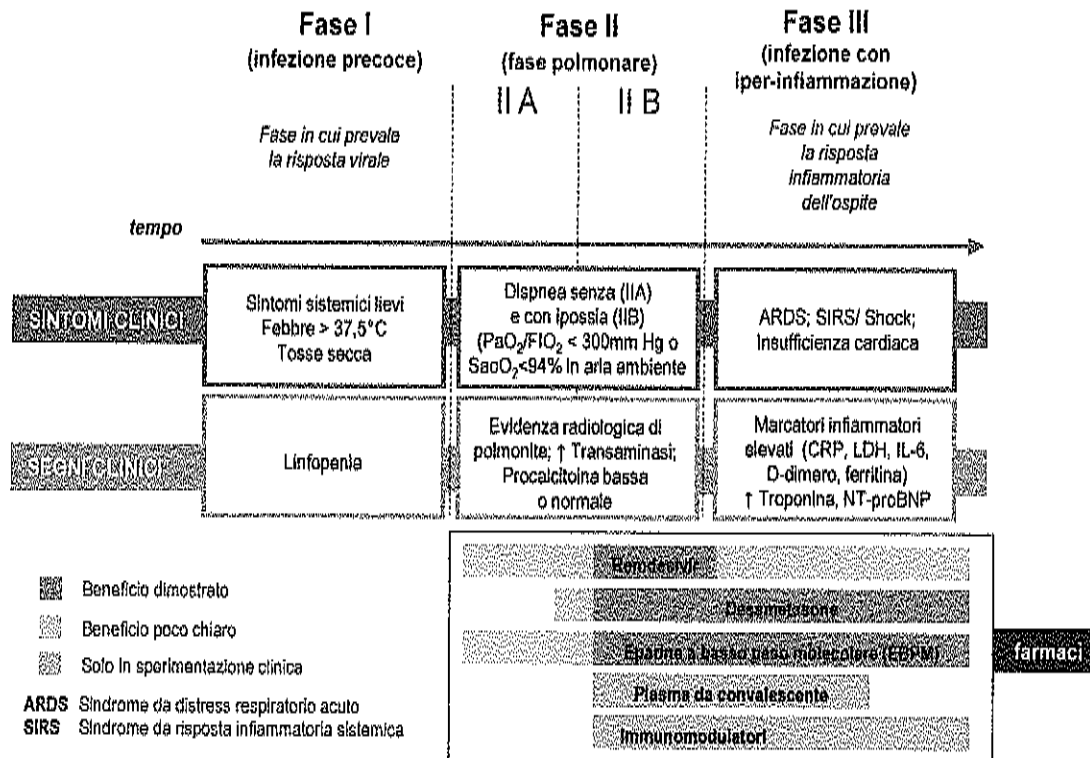 Fase I
(infezione precoce)
Fase II
(fase polmonare)
II A
II B
Fase III
(infezione con
iper-infiammazione)
Fase in cui prevale
la risposta virale
Fase in cui prevale
la risposta
infiammatoria
dell'ospite
tempo
SINTOMI CLINICI
Sintomi sistemici lievi
Febbre > 37,5°C
Tosse secca
Dispnea senza (IIA)
e con ipossia (IIB)
(PaO2/FIO2 < 300mm Hg o
SaoO2<94% in aria ambiente
ARDS; SIRS/ Shock;
Insufficienza cardiaca
SEGNI CLINICI
Linfopenia
Evidenza radiologica di
polmonite; ↑ Transaminasi;
Procalcitoina bassa
o normale
Marcatori infiammatori
elevati (CRP, LDH, IL-6,
D-dimero, ferritina)
↑ Troponina, NT-proBNP
Remdesivir
Desametasone
Eparine a basso peso molecolare (EBPM)
Plasma da convalescente
Immunomodulatori
farmaci
Beneficio dimostrato
Beneficio poco chiaro
Solo in sperimentazione clinica
ARDS Sindrome da distress respiratorio acuto
SIRS Sindrome da risposta infiammatoria sistemica